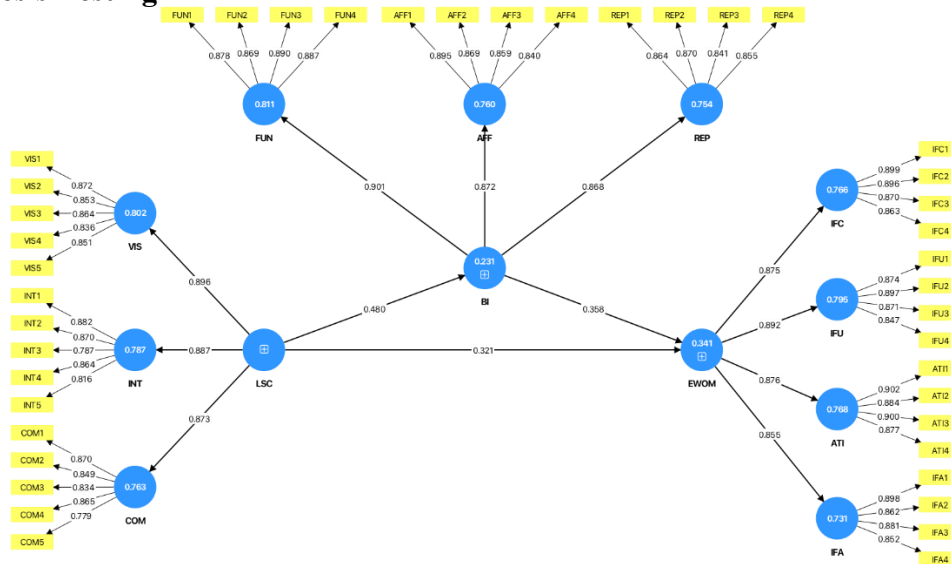 FUN1 FUN2 FUN3 FUN4 AFF1 AFF2 AFF3 AFF4 REP1 REP2 REP3 REP4
0.878 0.869 0.890 0.887 0.895 0.869 0.859 0.840 0.864 0.870 0.841 0.855
0.811 0.760 0.754
FUN AFF REP
VIS1
VIS2
VIS3
VIS4
VIS5
0.872
0.853
0.864
0.836
0.851
0.802
VIS
0.901 0.872 0.868
IFC1
IFC2
IFC3
IFC4
0.899
0.896
0.870
0.863
0.766
IFC
0.896
0.231
BI
0.875
INT1
INT2
INT3
INT4
INT5
0.882
0.870
0.787
0.864
0.816
0.787
INT
0.887
LSC
0.480
0.358
0.321
0.341
EWOM
0.892
0.795
IFU
0.874
0.897
0.871
0.847
IFU1
IFU2
IFU3
IFU4
0.873
0.876
0.768
ATI
0.902
0.884
0.900
0.877
ATI1
ATI2
ATI3
ATI4
COM1
COM2
COM3
COM4
COM5
0.870
0.849
0.834
0.865
0.779
0.763
COM
0.855
0.731
IFA
0.898
0.862
0.881
0.852
IFA1
IFA2
IFA3
IFA4